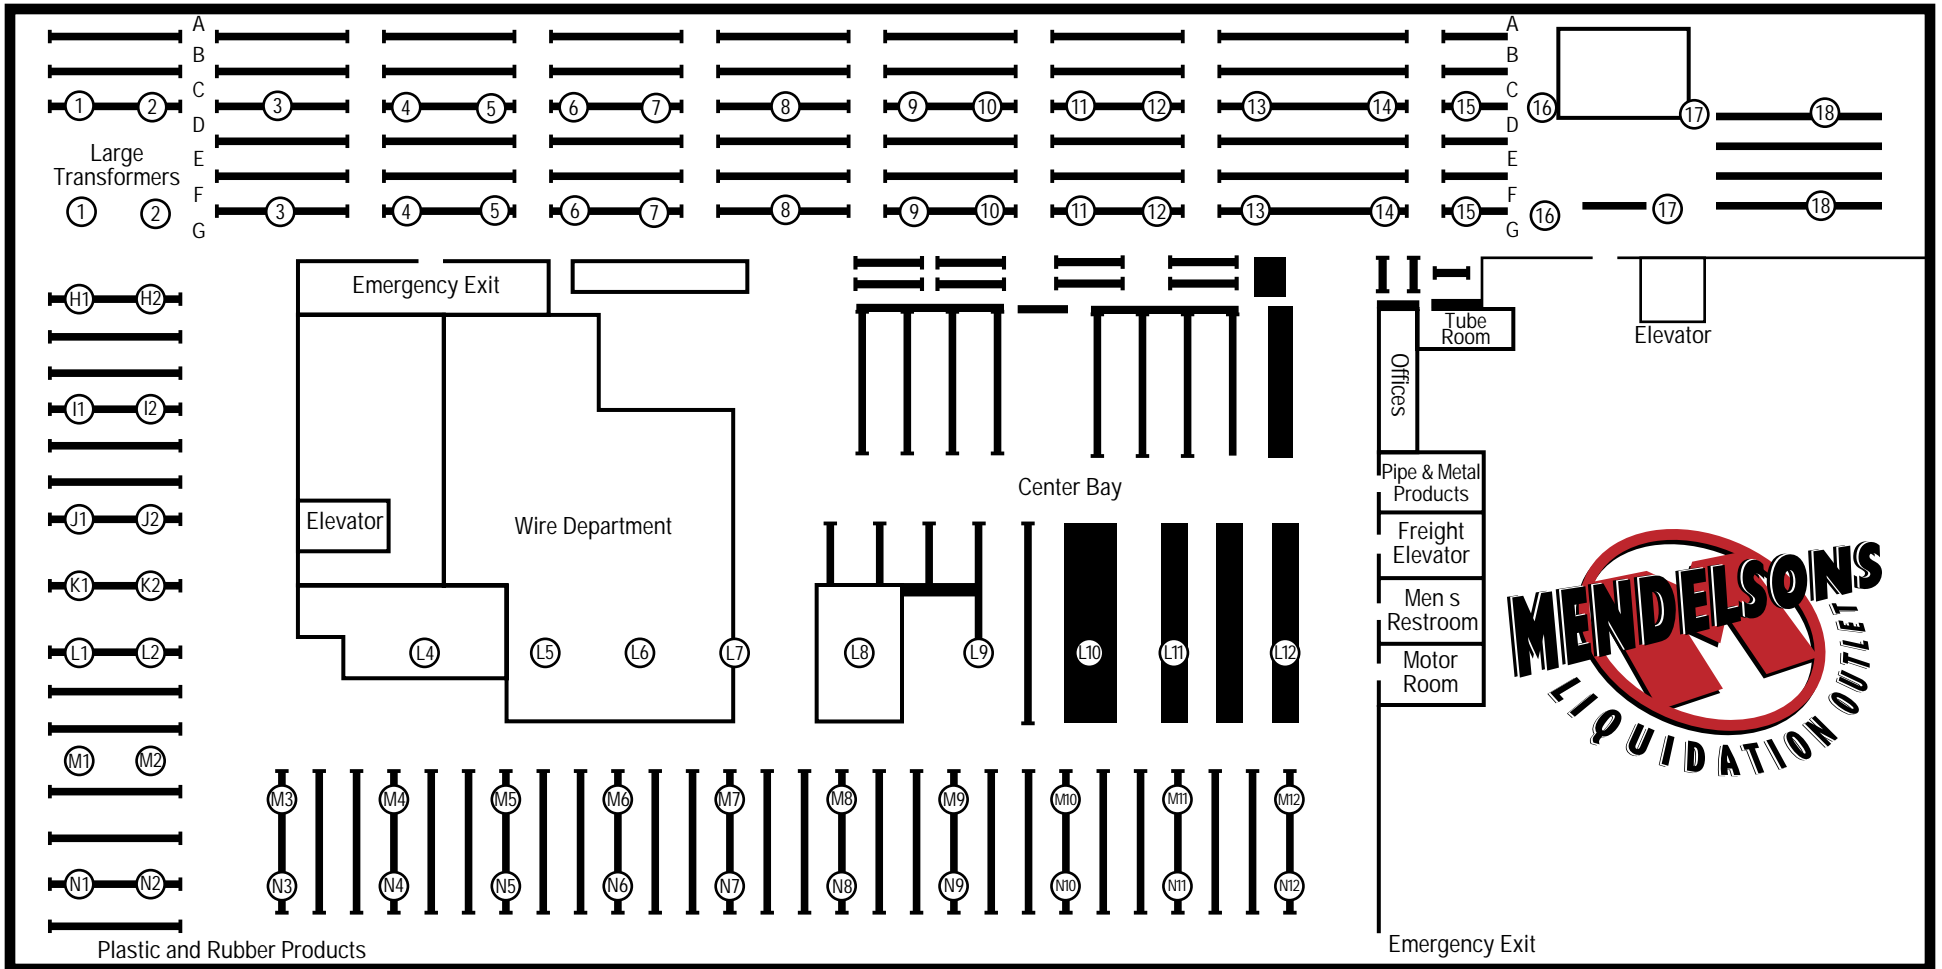 A A
B B
C C
1 2 3 4 5 6 7 8 9 10 11 12 13 14 15 16 17 18
D D
Large
Transformers
E E
F F
1 2 3 4 5 6 7 8 9 10 11 12 13 14 15 16 17 18
G G
Emergency Exit
H1 H2
Tube
Room
Elevator
Offices
I1 I2
Pipe & Metal
Products
Center Bay
J1 J2
Elevator
Wire Department
Freight
Elevator
K1 K2
Men s
Restroom
L1 L2 L4 L5 L6 L7 L8 L9 L10 L11 L12
Motor
Room
MENDELSONS
LIQUIDATION OUTLET
M1 M2
M3 M4 M5 M6 M7 M8 M9 M10 M11 M12
N1 N2 N3 N4 N5 N6 N7 N8 N9 N10 N11 N12
Plastic and Rubber Products
Emergency Exit